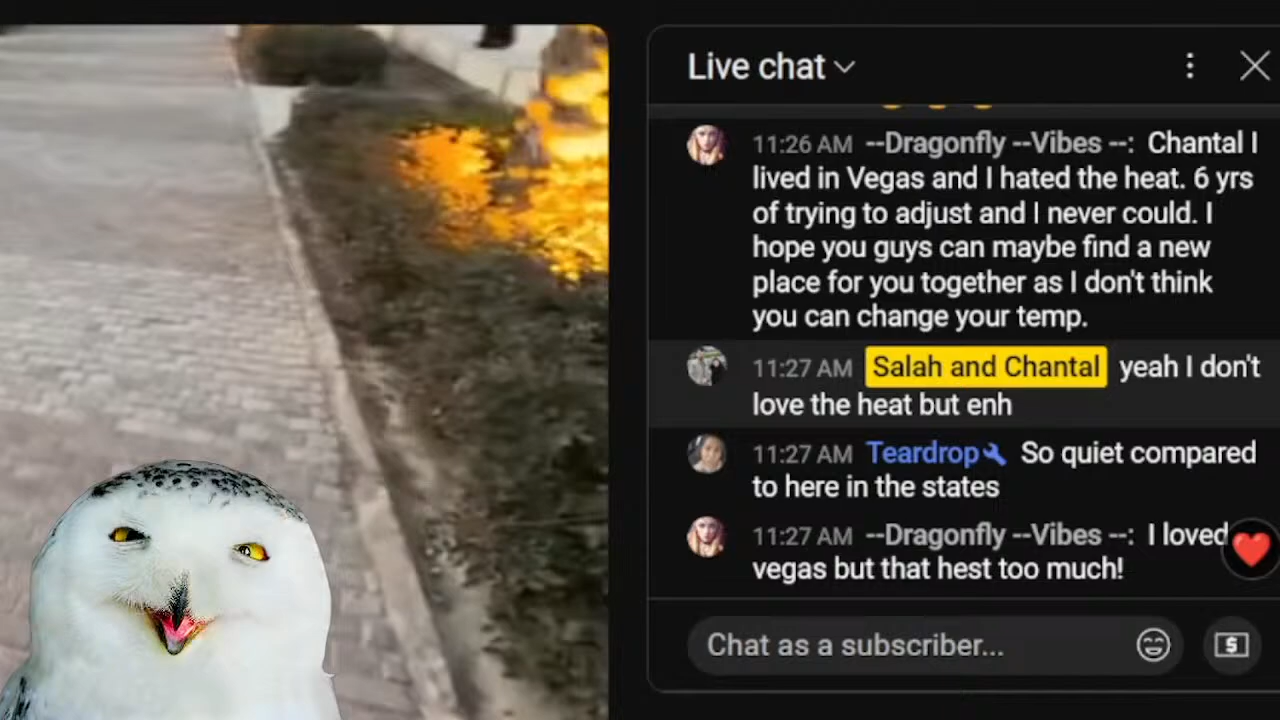 Live chat
11:26 AM --Dragonfly --Vibes --: Chantal I
lived in Vegas and I hated the heat. 6 yrs
of trying to adjust and I never could. I
hope you guys can maybe find a new
place for you together as I don't think
you can change your temp.
11:27 AM Salah and Chantal yeah I don't
love the heat but enh
11:27 AM Teardrop So quiet compared
to here in the states
11:27 AM --Dragonfly --Vibes --: I loved
vegas but that hest too much!
Chat as a subscriber...
$